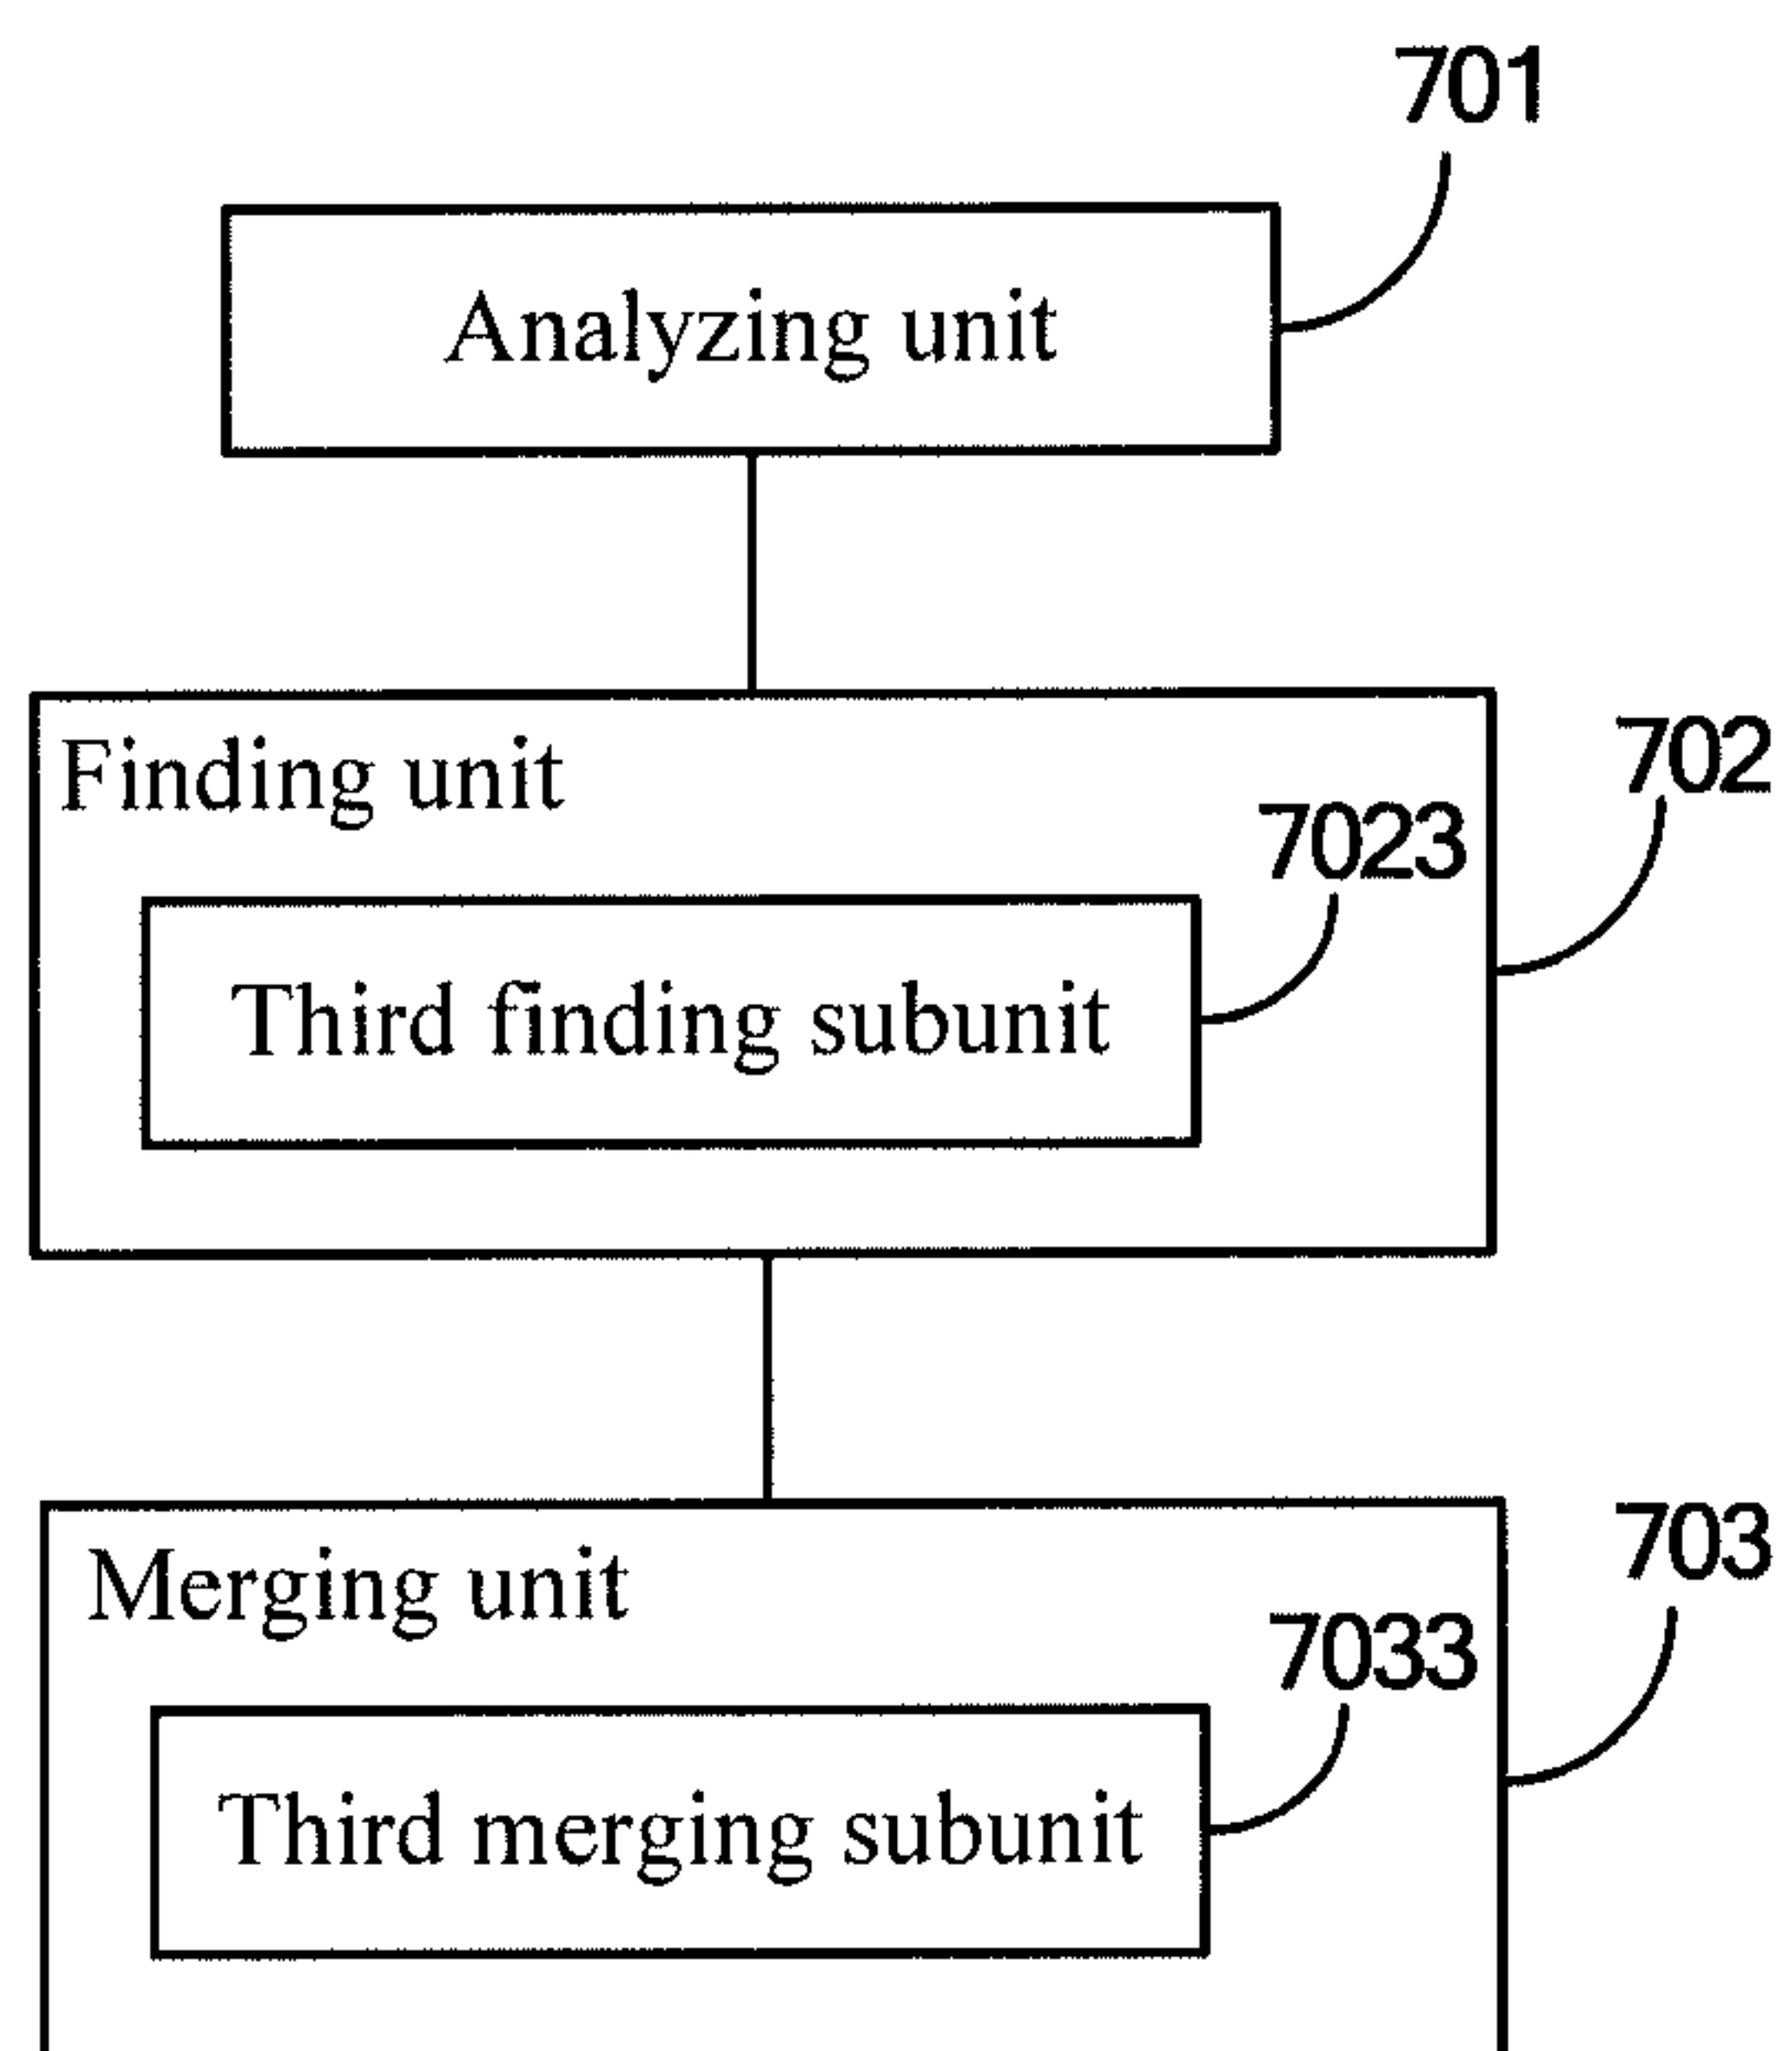 701
Analyzing unit
Finding unit
702
7023
Third finding subunit
Merging unit
703
7033
Third merging subunit